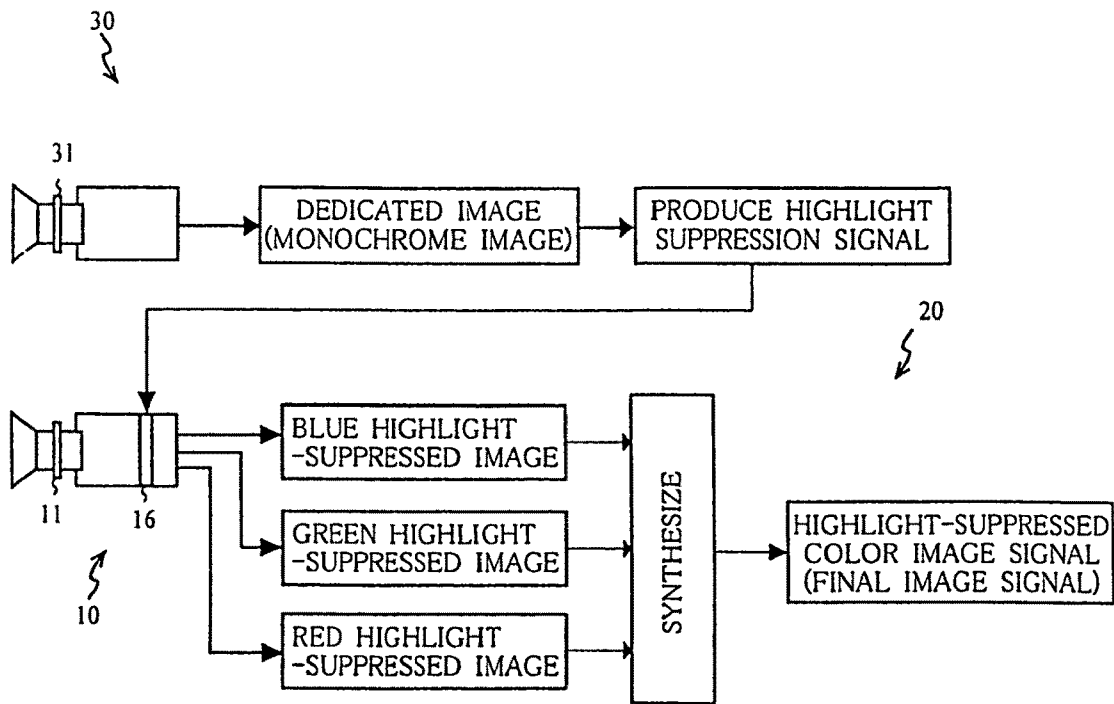 30
31
DEDICATED IMAGE
(MONOCHROME IMAGE)
PRODUCE HIGHLIGHT
SUPPRESSION SIGNAL
20
BLUE HIGHLIGHT
-SUPPRESSED IMAGE
11
16
GREEN HIGHLIGHT
-SUPPRESSED IMAGE
10
RED HIGHLIGHT
-SUPPRESSED IMAGE
SYNTHESIZE
HIGHLIGHT-SUPPRESSED
COLOR IMAGE SIGNAL
(FINAL IMAGE SIGNAL)